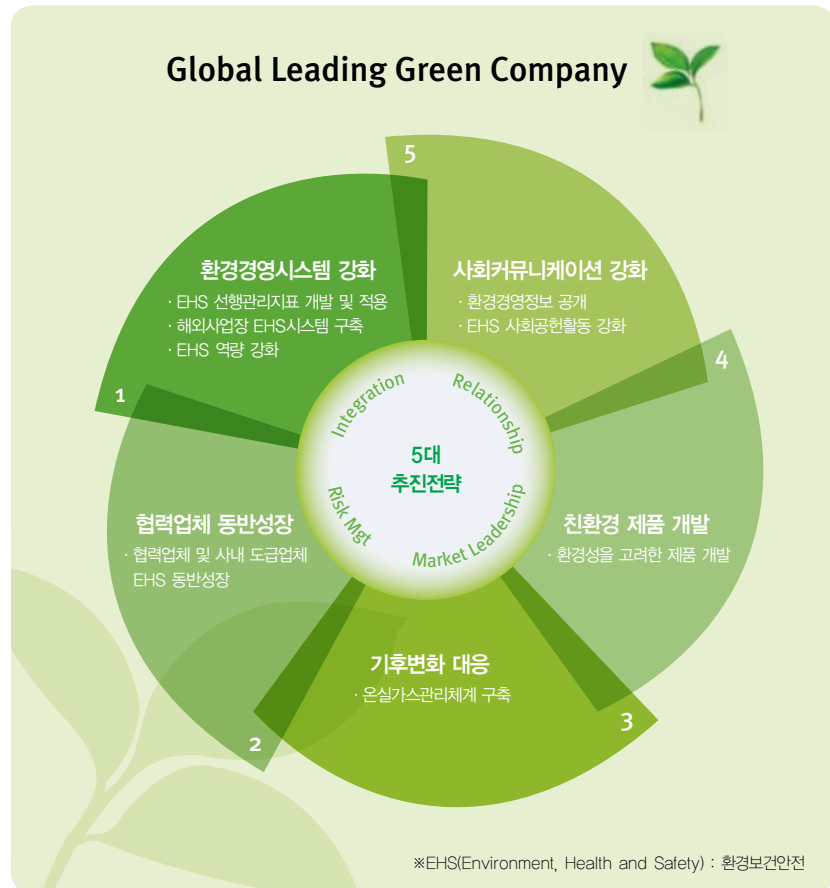 Global Leading Green Company
1
환경경영시스템 강화
· EHS 선행관리지표 개발 및 적용
· 해외사업장 EHS시스템 구축
· EHS 역량 강화
2
협력업체 동반성장
· 협력업체 및 사내 도급업체
EHS 동반성장
3
기후변화 대응
· 온실가스관리체계 구축
4
친환경 제품 개발
· 환경성을 고려한 제품 개발
5
사회커뮤니케이션 강화
· 환경경영정보 공개
· EHS 사회공헌활동 강화
Integration
Relationship
5대
추진전략
Risk Mgt
Market Leadership
※EHS(Environment, Health and Safety) : 환경보건안전